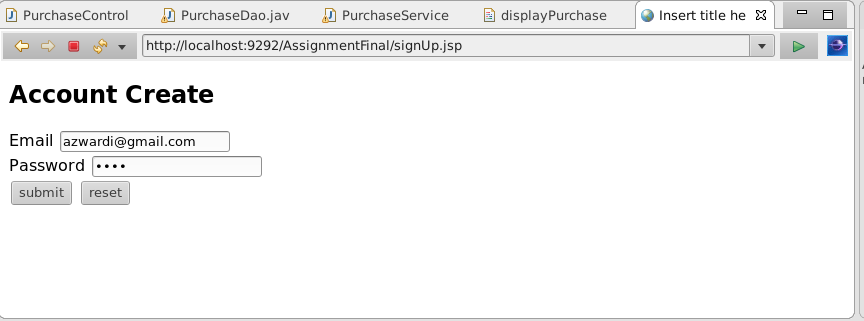 PurchaseControl PurchaseDao.jav PurchaseService displayPurchase Insert title he
http://localhost:9292/AssignmentFinal/signUp.jsp
Account Create
Email azwardi@gmail.com
Password ••••
submit reset